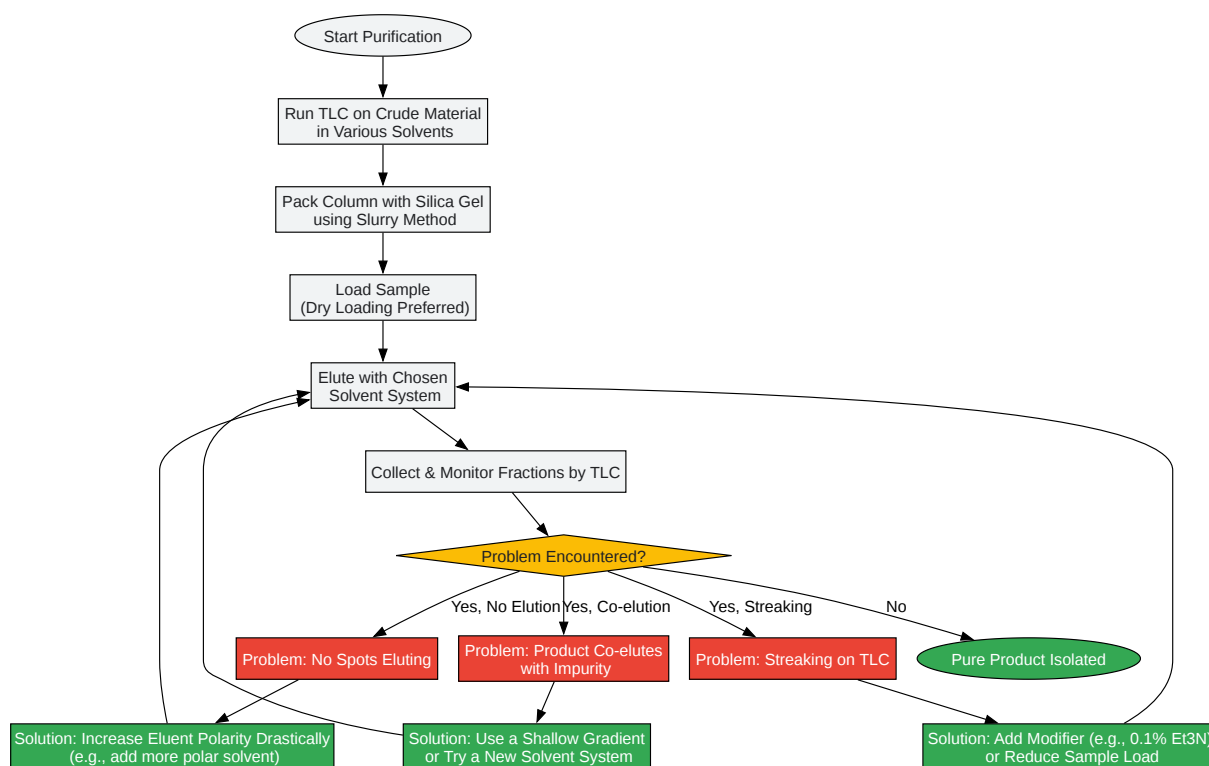 Start Purification
Run TLC on Crude Material
in Various Solvents
Pack Column with Silica Gel
using Slurry Method
Load Sample
(Dry Loading Preferred)
Elute with Chosen
Solvent System
Collect & Monitor Fractions by TLC
Problem Encountered?
Yes, No Elution
Yes, Co-elution
Yes, Streaking
No
Problem: No Spots Eluting
Problem: Product Co-elutes
with Impurity
Problem: Streaking on TLC
Pure Product Isolated
Solution: Increase Eluent Polarity Drastically
(e.g., add more polar solvent)
Solution: Use a Shallow Gradient
or Try a New Solvent System
Solution: Add Modifier (e.g., 0.1% Et3N)
or Reduce Sample Load